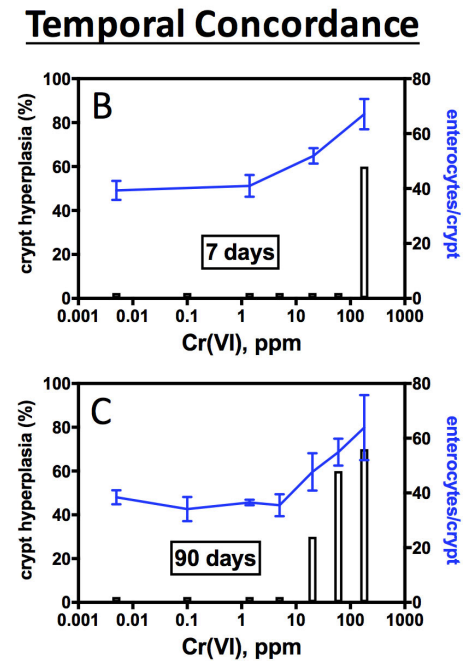 Temporal Concordance
B
crypt hyperplasia (%)
100
80
60
40
20
0
80
60
40
20
0
enterocytes/crypt
7 days
0.001 0.01 0.1 1 10 100 1000
Cr(VI), ppm
C
crypt hyperplasia (%)
100
80
60
40
20
0
80
60
40
20
0
enterocytes/crypt
90 days
0.001 0.01 0.1 1 10 100 1000
Cr(VI), ppm